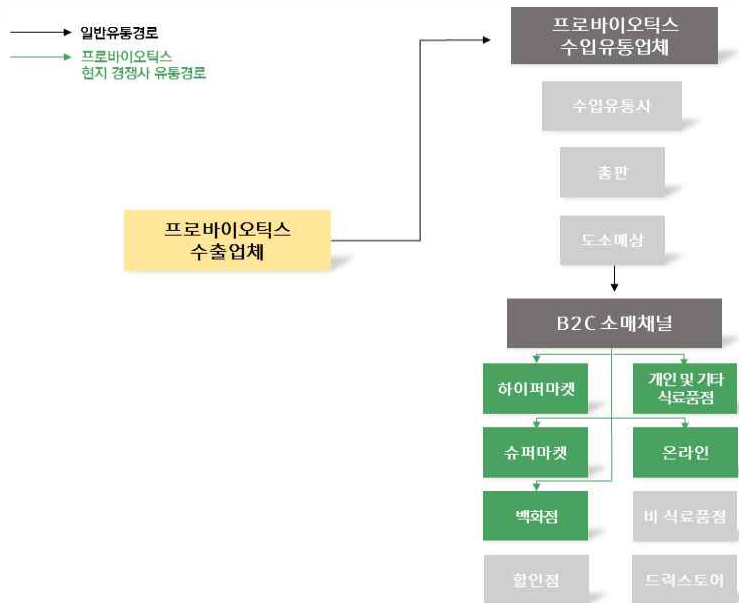 일반유통경로
프로바이오틱스
현지 경쟁사 유통경로
프로바이오틱스
수입유통업체
수입유통사
총판
도소매상
프로바이오틱스
수출업체
B2C 소매채널
하이퍼마켓
개인 및 기타
식료품점
슈퍼마켓
온라인
백화점
비 식료품점
할인점
드럭스토어